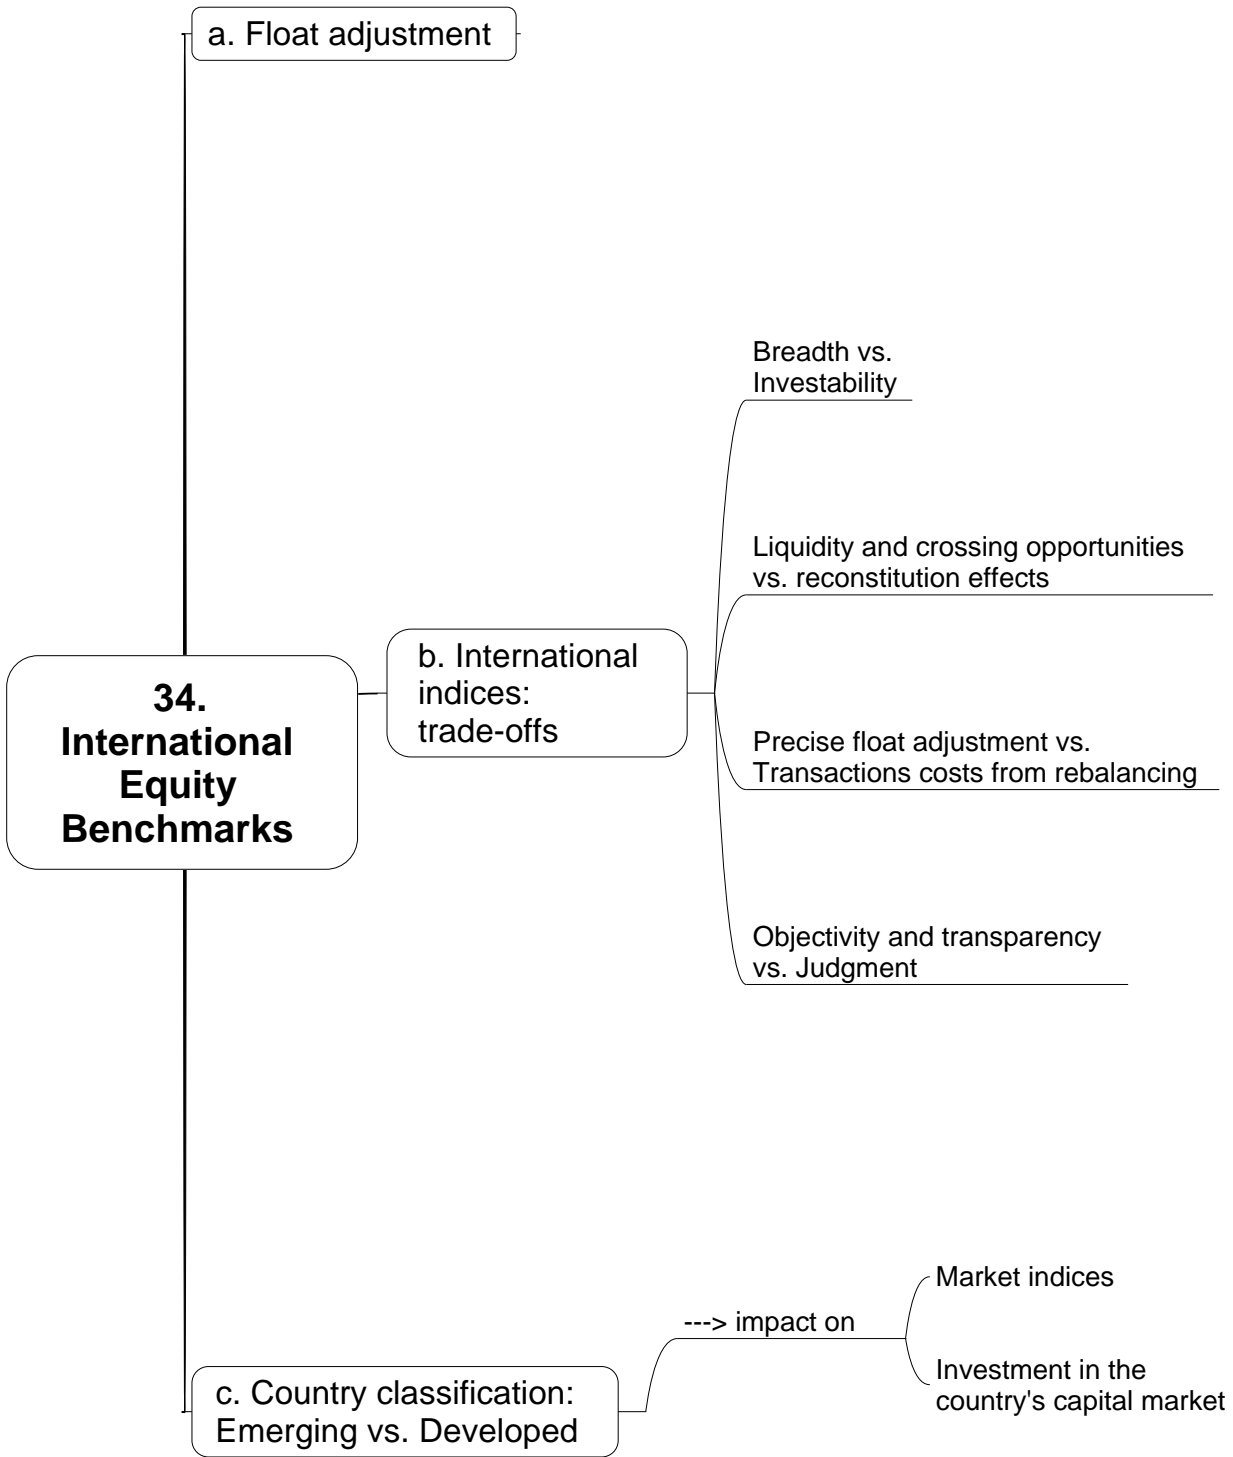 a. Float adjustment
Breadth vs.
Investability
Liquidity and crossing opportunities
vs. reconstitution effects
b. International
indices:
trade-offs
34.
International
Equity
Benchmarks
Precise float adjustment vs.
Transactions costs from rebalancing
Objectivity and transparency
vs. Judgment
Market indices
---> impact on
Investment in the
country's capital market
c. Country classification:
Emerging vs. Developed